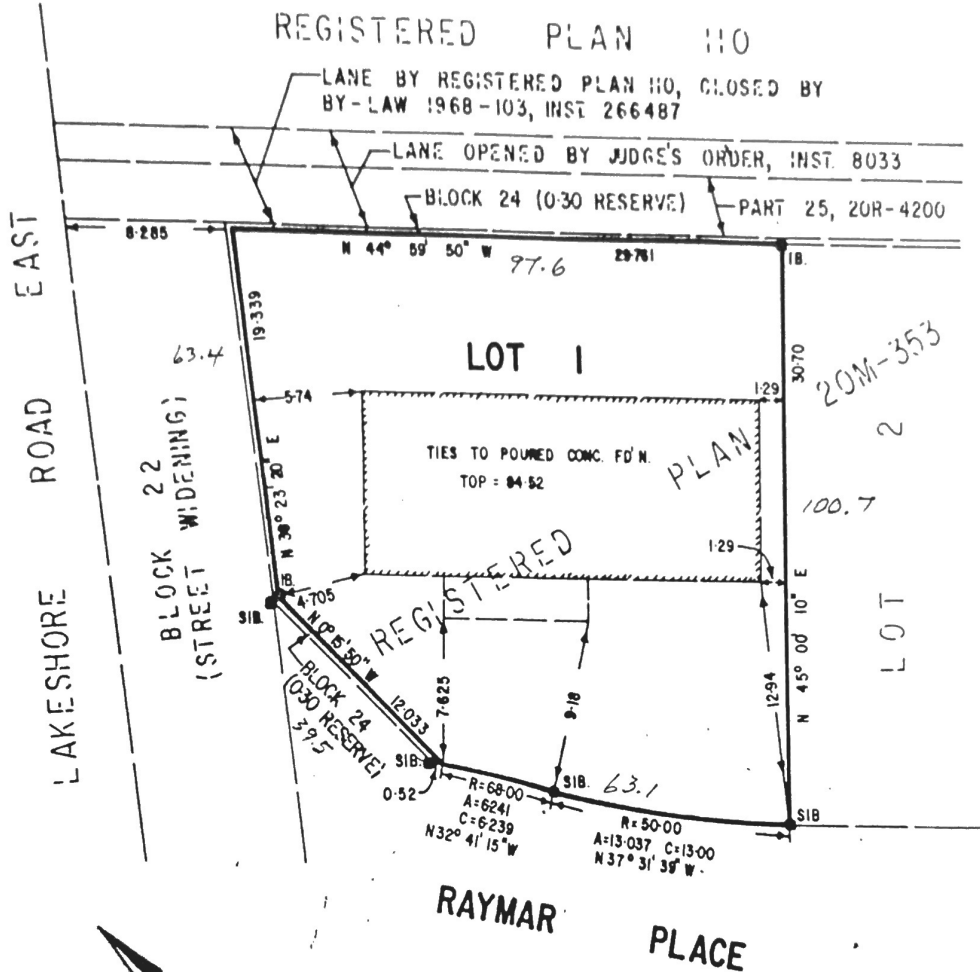 REGISTERED PLAN 110
LANE BY REGISTERED PLAN 110, CLOSED BY
BY-LAW 1968-103, INST. 266487
LANE OPENED BY JUDGE'S ORDER, INST. 8033
BLOCK 24 (0·30 RESERVE)
PART 25, 20R-4200
8·285
N 44° 59' 50" W
97.6
29·761
I.B.
LAKESHORE ROAD EAST
BLOCK 22
(STREET WIDENING)
63.4
19·339
N 38° 23' 20" E
LOT 1
5·74
1·29
30·70
TIES TO POURED CONC. FD'N.
TOP = 84·52
REGISTERED PLAN 20M-353
LOT 2
100.7
1·29
N 45° 00' 10" E
12·94
IB.
SIB.
4·705
N 0° 15' 50" W
12·033
BLOCK 24
(0·30 RESERVE)
39.5
7·625
9·18
SIB.
0·52
R=68·00
A=6·241
C=6·239
N32° 41' 15" W
SIB.
63.1
R=50·00
A=13·037 C=13·00
N37° 31' 39" W
SIB
RAYMAR PLACE